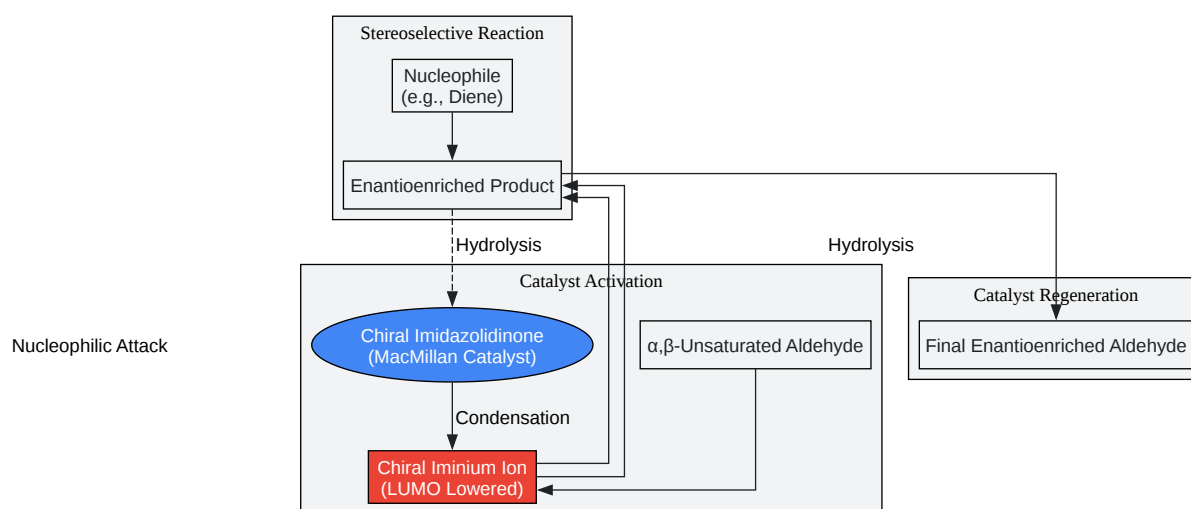 Stereoselective Reaction
Nucleophile
(e.g., Diene)
Enantioenriched Product
Hydrolysis
Hydrolysis
Catalyst Activation
Catalyst Regeneration
Chiral Imidazolidinone
(MacMillan Catalyst)
α,β-Unsaturated Aldehyde
Final Enantioenriched Aldehyde
Nucleophilic Attack
Condensation
Chiral Iminium Ion
(LUMO Lowered)